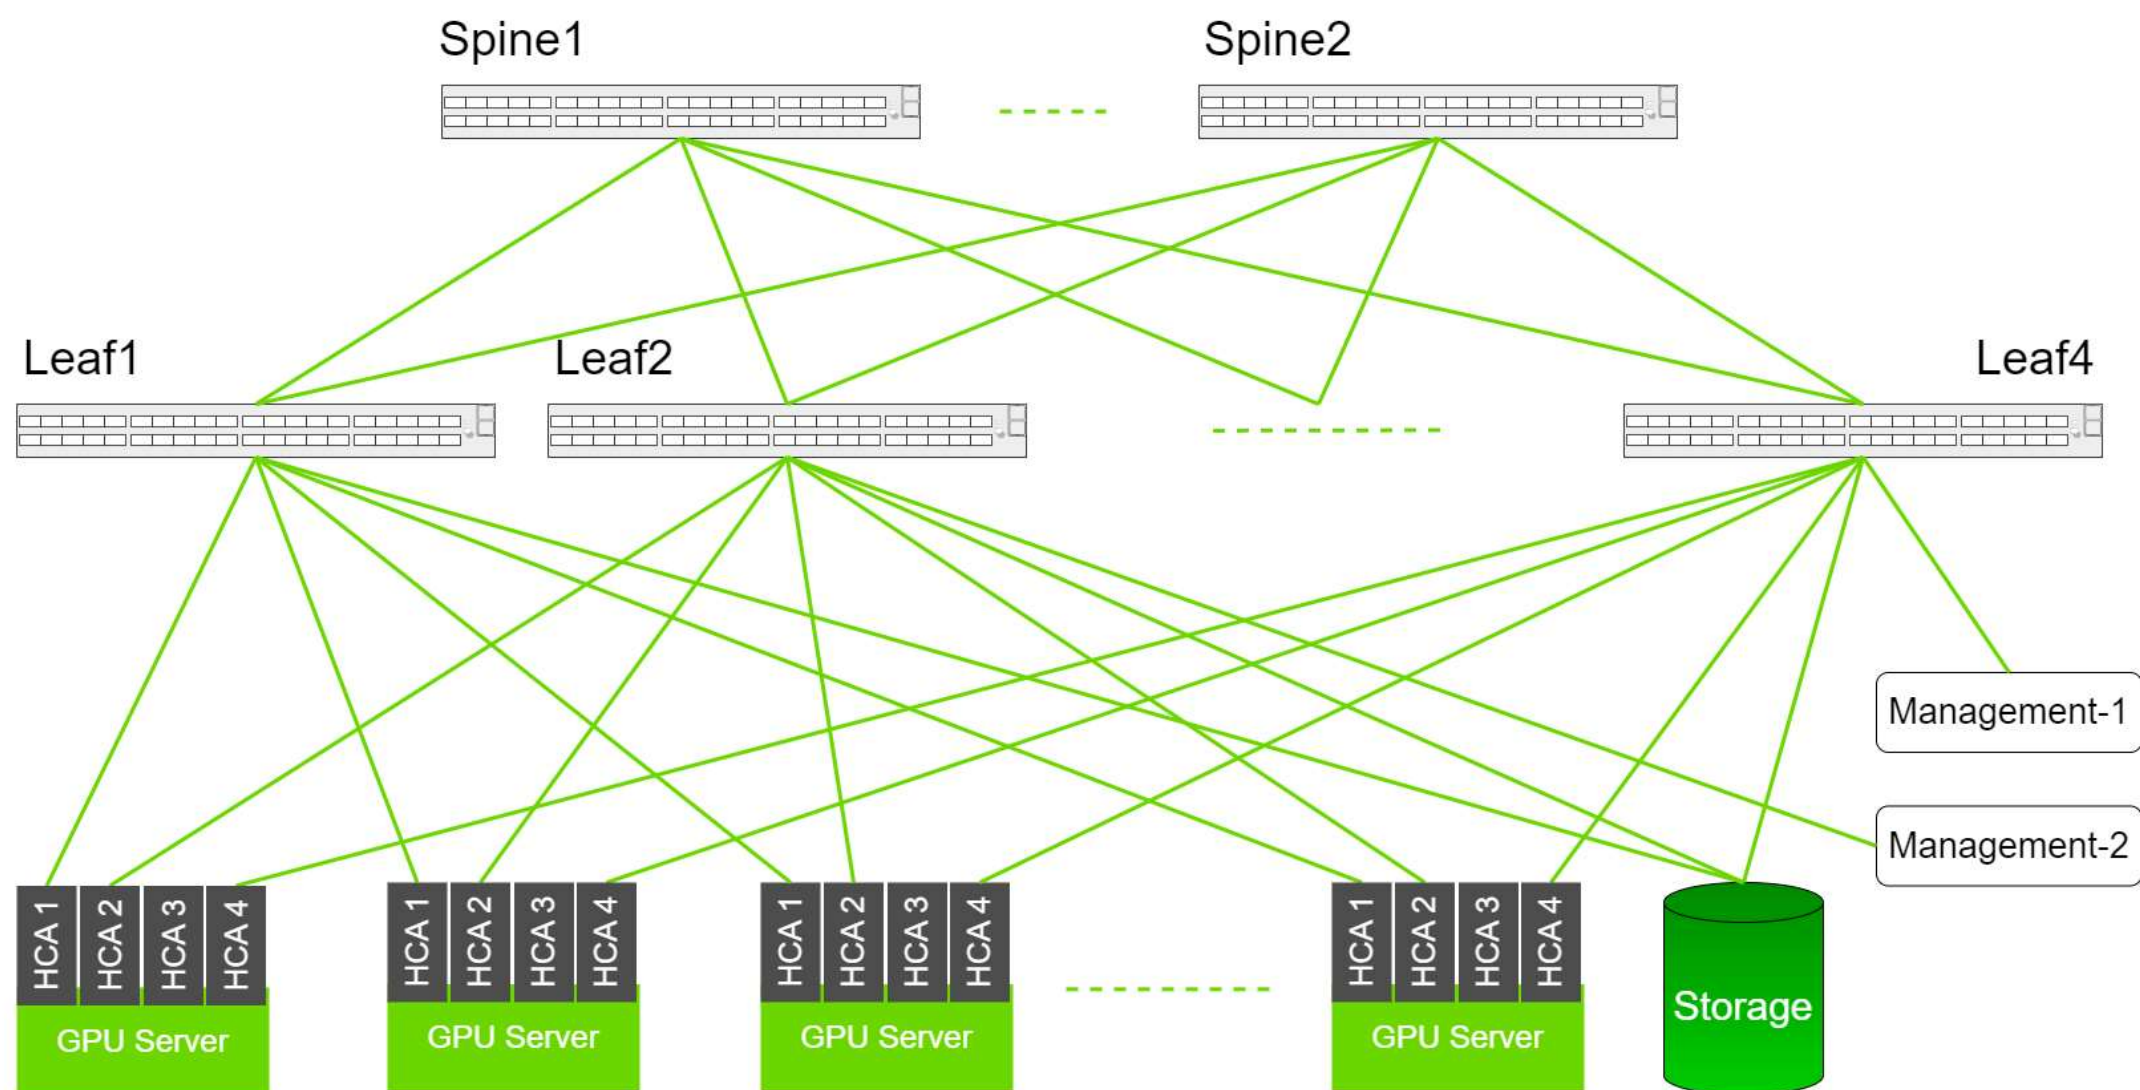 Spine1
Spine2
Leaf1
Leaf2
Leaf4
Management-1
Management-2
HCA 1
HCA 2
HCA 3
HCA 4
HCA 1
HCA 2
HCA 3
HCA 4
HCA 1
HCA 2
HCA 3
HCA 4
HCA 1
HCA 2
HCA 3
HCA 4
GPU Server
GPU Server
GPU Server
GPU Server
Storage